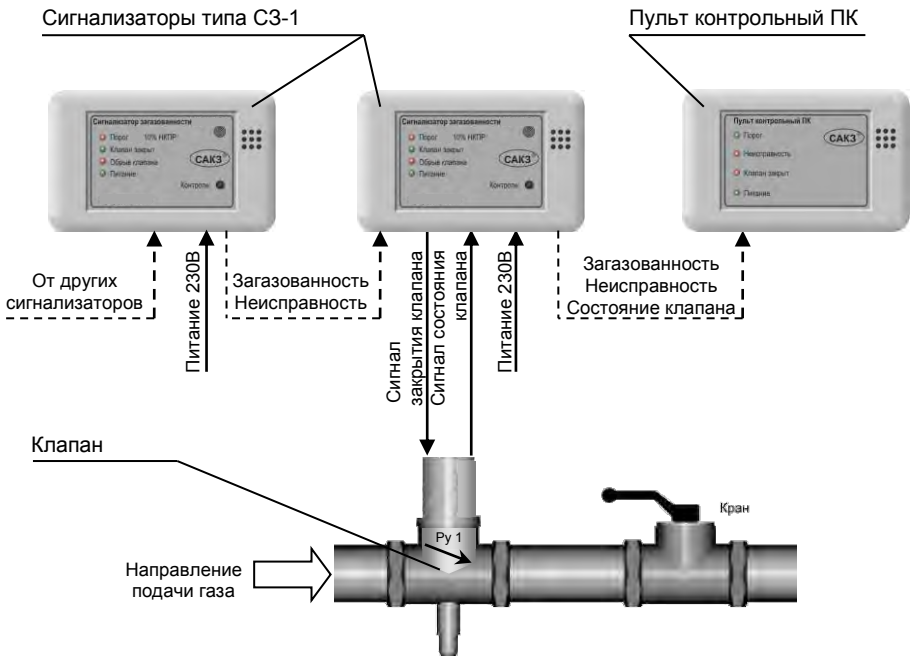 Сигнализаторы типа СЗ-1
Пульт контрольный ПК
Сигнализатор загазованности
Порог 10% НКПР
Клапан закрыт
Обрыв клапана
Питание
САКЗ®
Контроль
Сигнализатор загазованности
Порог 10% НКПР
Клапан закрыт
Обрыв клапана
Питание
САКЗ®
Контроль
Пульт контрольный ПК
Порог
Неисправность
Клапан закрыт
Питание
САКЗ®
От других
сигнализаторов
Питание 230В
Загазованность
Неисправность
Сигнал
закрытия клапана
Сигнал состояния
клапана
Питание 230В
Загазованность
Неисправность
Состояние клапана
Клапан
Ру 1
Кран
Направление
подачи газа